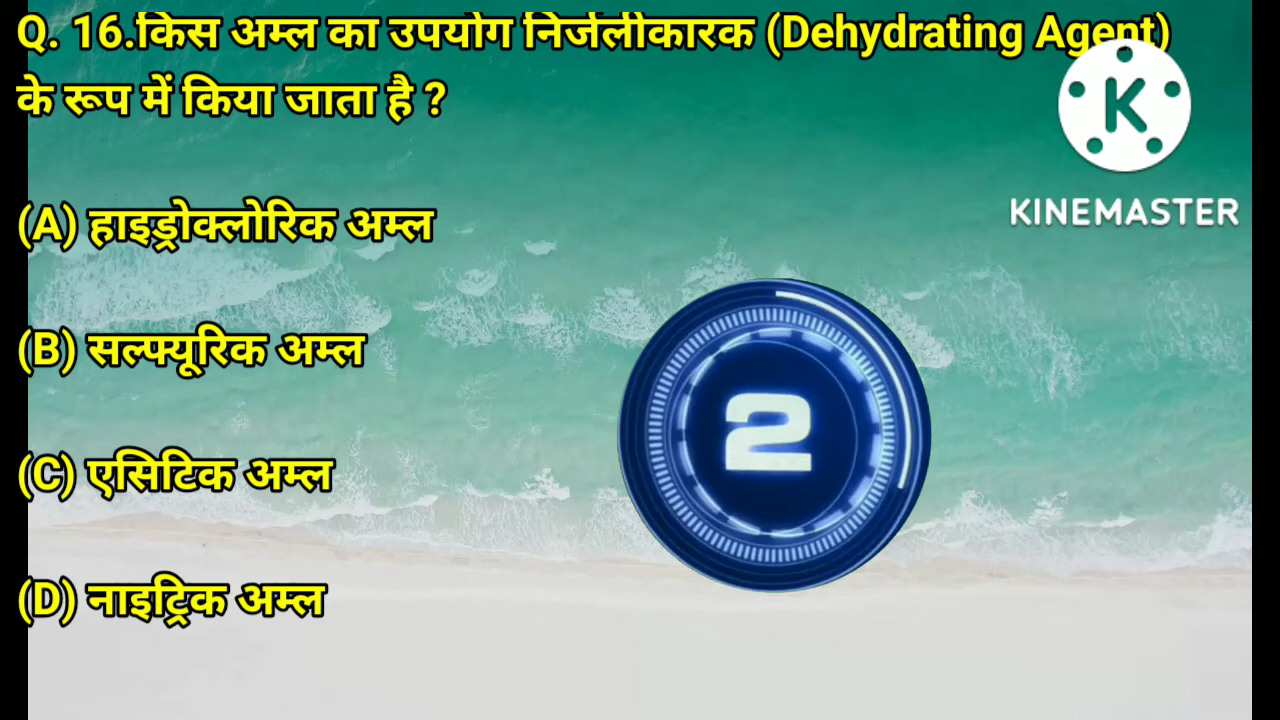 Q. 16.किस अम्ल का उपयोग निर्जलीकारक (Dehydrating Agent)
के रूप में किया जाता है ?
(A) हाइड्रोक्लोरिक अम्ल
(B) सल्फ्यूरिक अम्ल
(C) एसिटिक अम्ल
(D) नाइट्रिक अम्ल
2
K
KINEMASTER